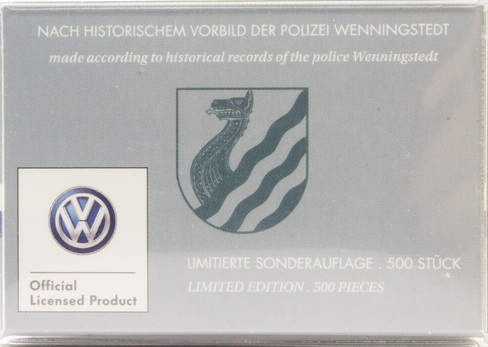 NACH HISTORISCHEM VORBILD DER POLIZEI WENNINGSTEDT
made according to historical records of the police Wenningstedt
VW
Official
Licensed Product
LIMITIERTE SONDERAUFLAGE . 500 STÜCK
LIMITED EDITION . 500 PIECES